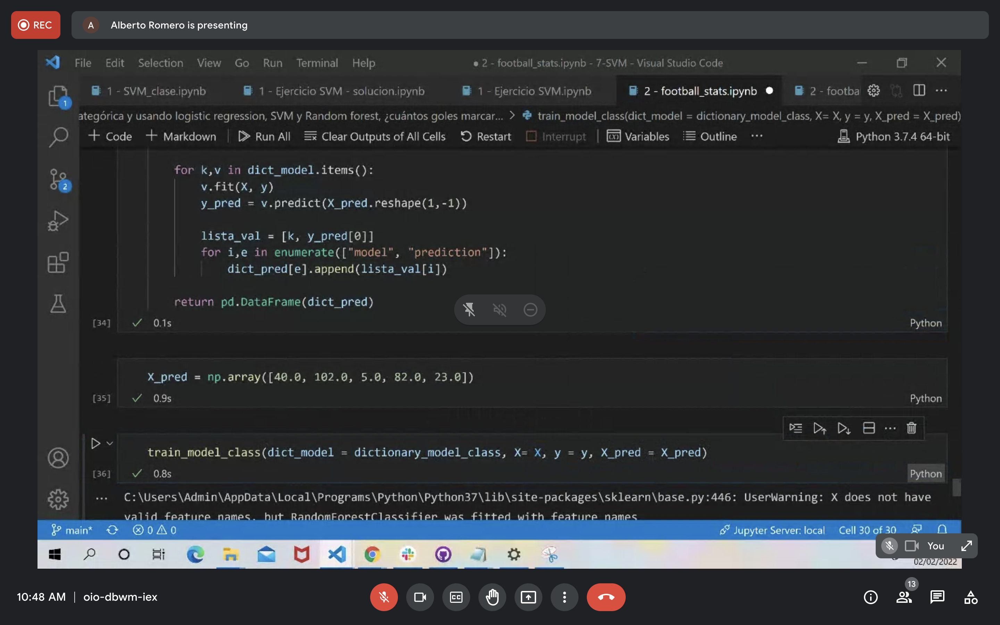 REC
A
Alberto Romero is presenting
File Edit Selection View Go Run Terminal Help
● 2 - football_stats.ipynb - 7-SVM - Visual Studio Code
1 - SVM_clase.ipynb
1 - Ejercicio SVM - solucion.ipynb
1 - Ejercicio SVM.ipynb
2 - football_stats.ipynb ●
2 - footba
ategórica y usando logistic regression, SVM y Random forest, ¿cuántos goles marcar... > train_model_class(dict_model = dictionary_model_class, X= X, y = y, X_pred = X_pred)
+ Code + Markdown | Run All Clear Outputs of All Cells Restart Interrupt | Variables Outline ... Python 3.7.4 64-bit
1
2
for k,v in dict_model.items():
v.fit(X, y)
y_pred = v.predict(X_pred.reshape(1,-1))
lista_val = [k, y_pred[0]]
for i,e in enumerate(["model", "prediction"]):
dict_pred[e].append(lista_val[i])
return pd.DataFrame(dict_pred)
[34] ✓ 0.1s Python
X_pred = np.array([40.0, 102.0, 5.0, 82.0, 23.0])
[35] ✓ 0.9s Python
train_model_class(dict_model = dictionary_model_class, X= X, y = y, X_pred = X_pred)
[36] ✓ 0.8s Python
... C:\Users\Admin\AppData\Local\Programs\Python\Python37\lib\site-packages\sklearn\base.py:446: UserWarning: X does not have
valid feature names, but RandomForestClassifier was fitted with feature names
main* 0 0 Jupyter Server: local Cell 30 of 30
You
02/02/2022
10:48 AM | oio-dbwm-iex
CC
13